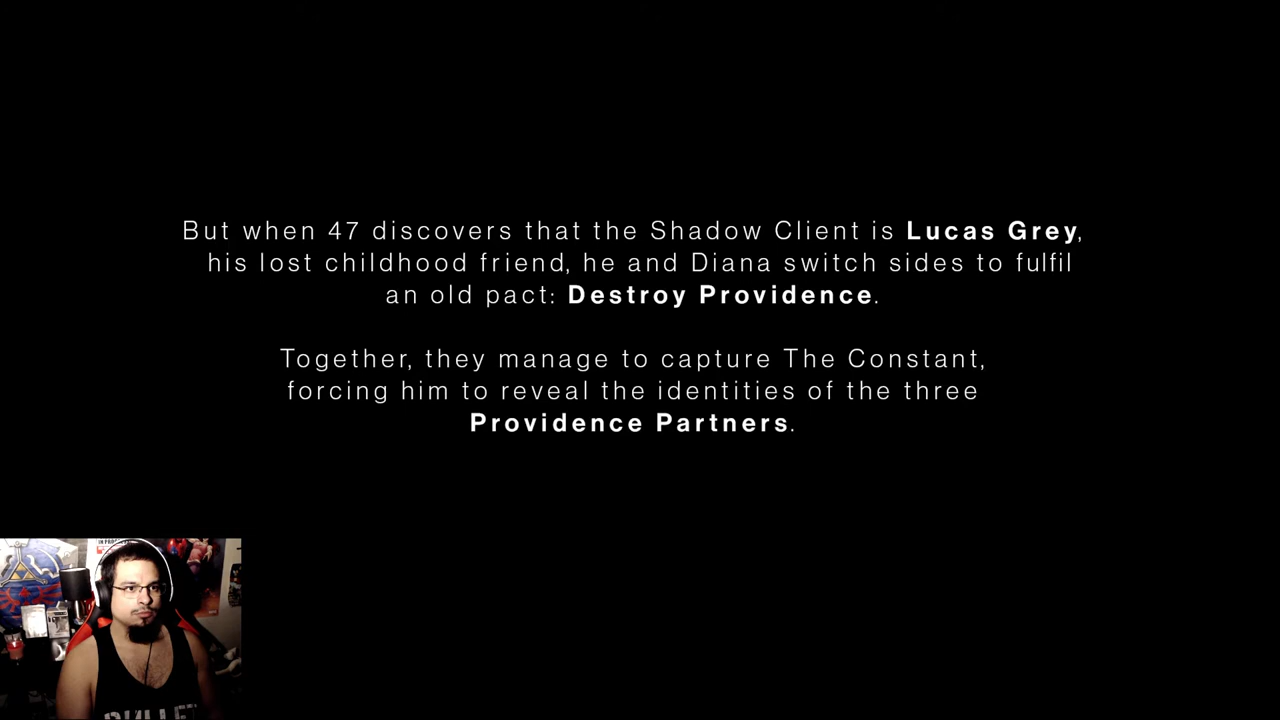 But when 47 discovers that the Shadow Client is Lucas Grey,
his lost childhood friend, he and Diana switch sides to fulfil
an old pact: Destroy Providence.
Together, they manage to capture The Constant,
forcing him to reveal the identities of the three
Providence Partners.